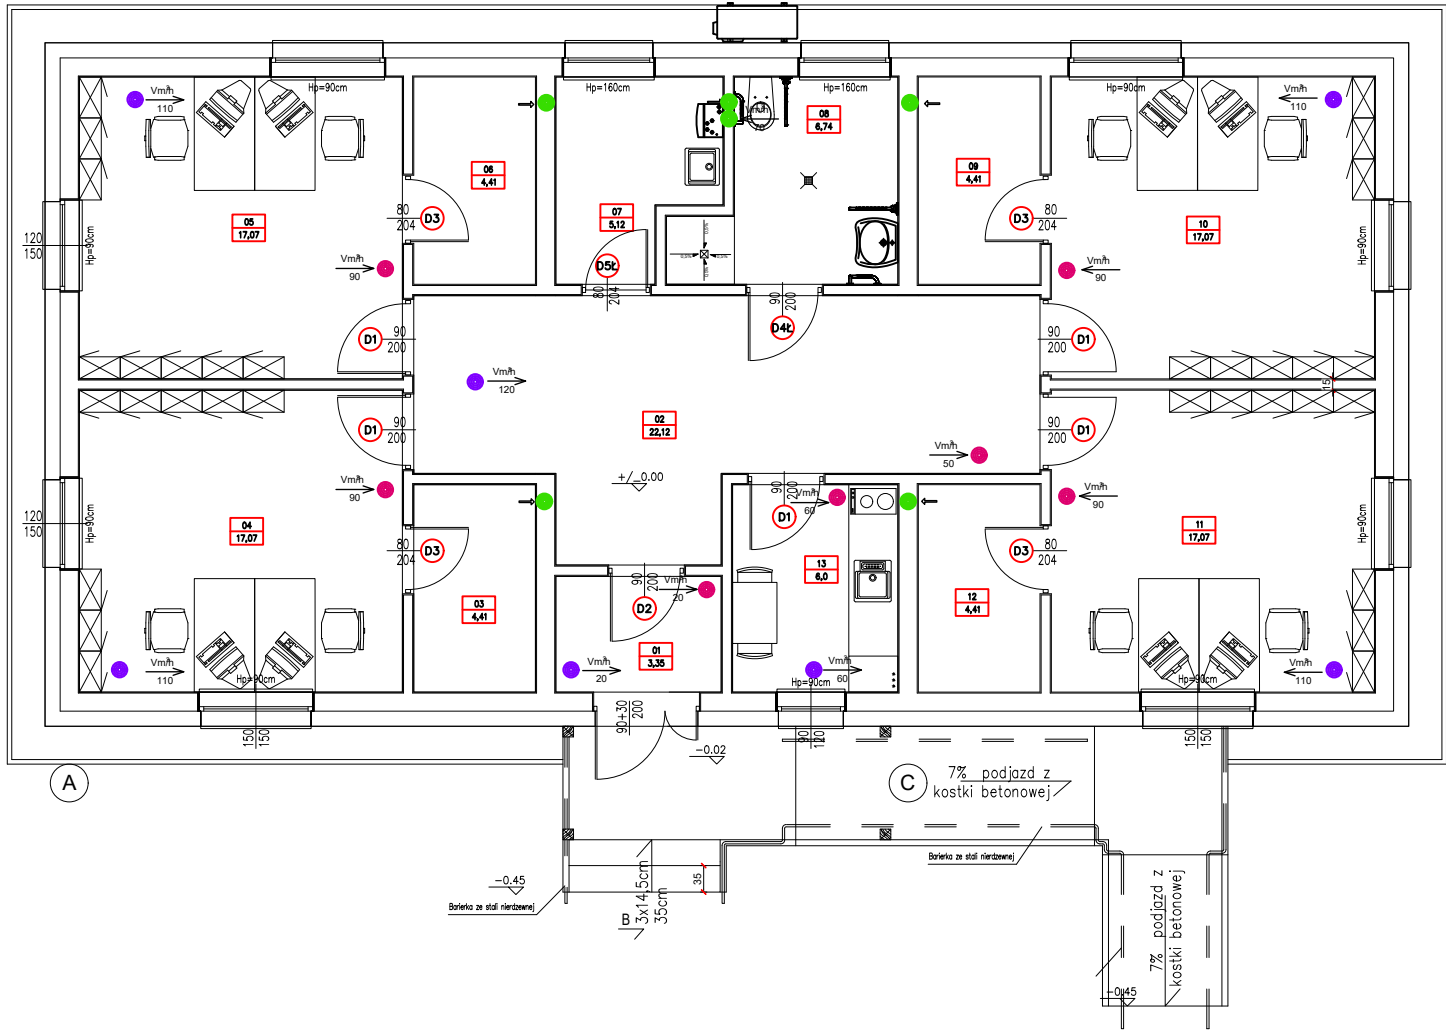 Hp=90cm
Hp=160cm
Hp=160cm
Hp=90cm
Vm³/h
110
Vm³/h
110
06
4,41
08
6,74
09
4,41
05
17,07
07
5,12
10
17,07
80
204
D3
D3
80
204
120
150
Hp=90cm
Hp=90cm
Vm³/h
90
D5Ł
80
204
0,5%
0,5%
0,5%
0,5%
Vm³/h
90
90
200
D4Ł
D1
90
200
D1
90
200
Vm³/h
120
15
02
22,12
D1
90
200
D1
90
200
Vm³/h
50
+/_0.00
Vm³/h
90
90
200
Vm³/h
60
Vm³/h
90
D1
120
150
Hp=90cm
Hp=90cm
04
17,07
11
17,07
D3
80
204
D3
80
204
13
6,0
90
200
Vm³/h
20
D2
03
4,41
12
4,41
01
3,35
Vm³/h
110
Vm³/h
20
Vm³/h
60
Vm³/h
110
Hp=90cm
Hp=90cm
Hp=90cm
150
150
90+30
200
90
120
150
150
-0.02
A
C
7% podjazd z
kostki betonowej
Barierka ze stali nierdzewnej
-0.45
35
Barierka ze stali nierdzewnej
B
3x14,5cm
35cm
7% podjazd z
kostki betonowej
-0.45